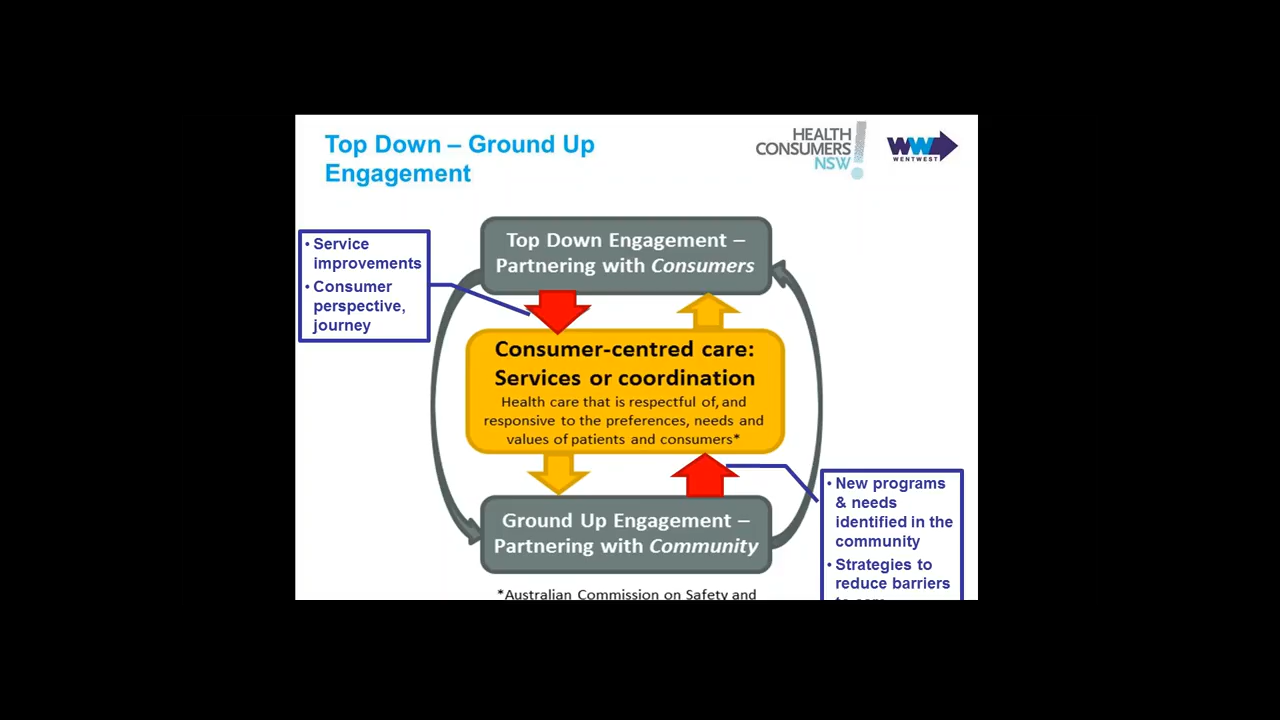 Top Down – Ground Up
Engagement
HEALTH
CONSUMERS
NSW
WW
WENTWEST
• Service
improvements
• Consumer
perspective,
journey
Top Down Engagement –
Partnering with Consumers
Consumer-centred care:
Services or coordination
Health care that is respectful of, and
responsive to the preferences, needs and
values of patients and consumers*
Ground Up Engagement –
Partnering with Community
• New programs
& needs
identified in the
community
• Strategies to
reduce barriers
*Australian Commission on Safety and